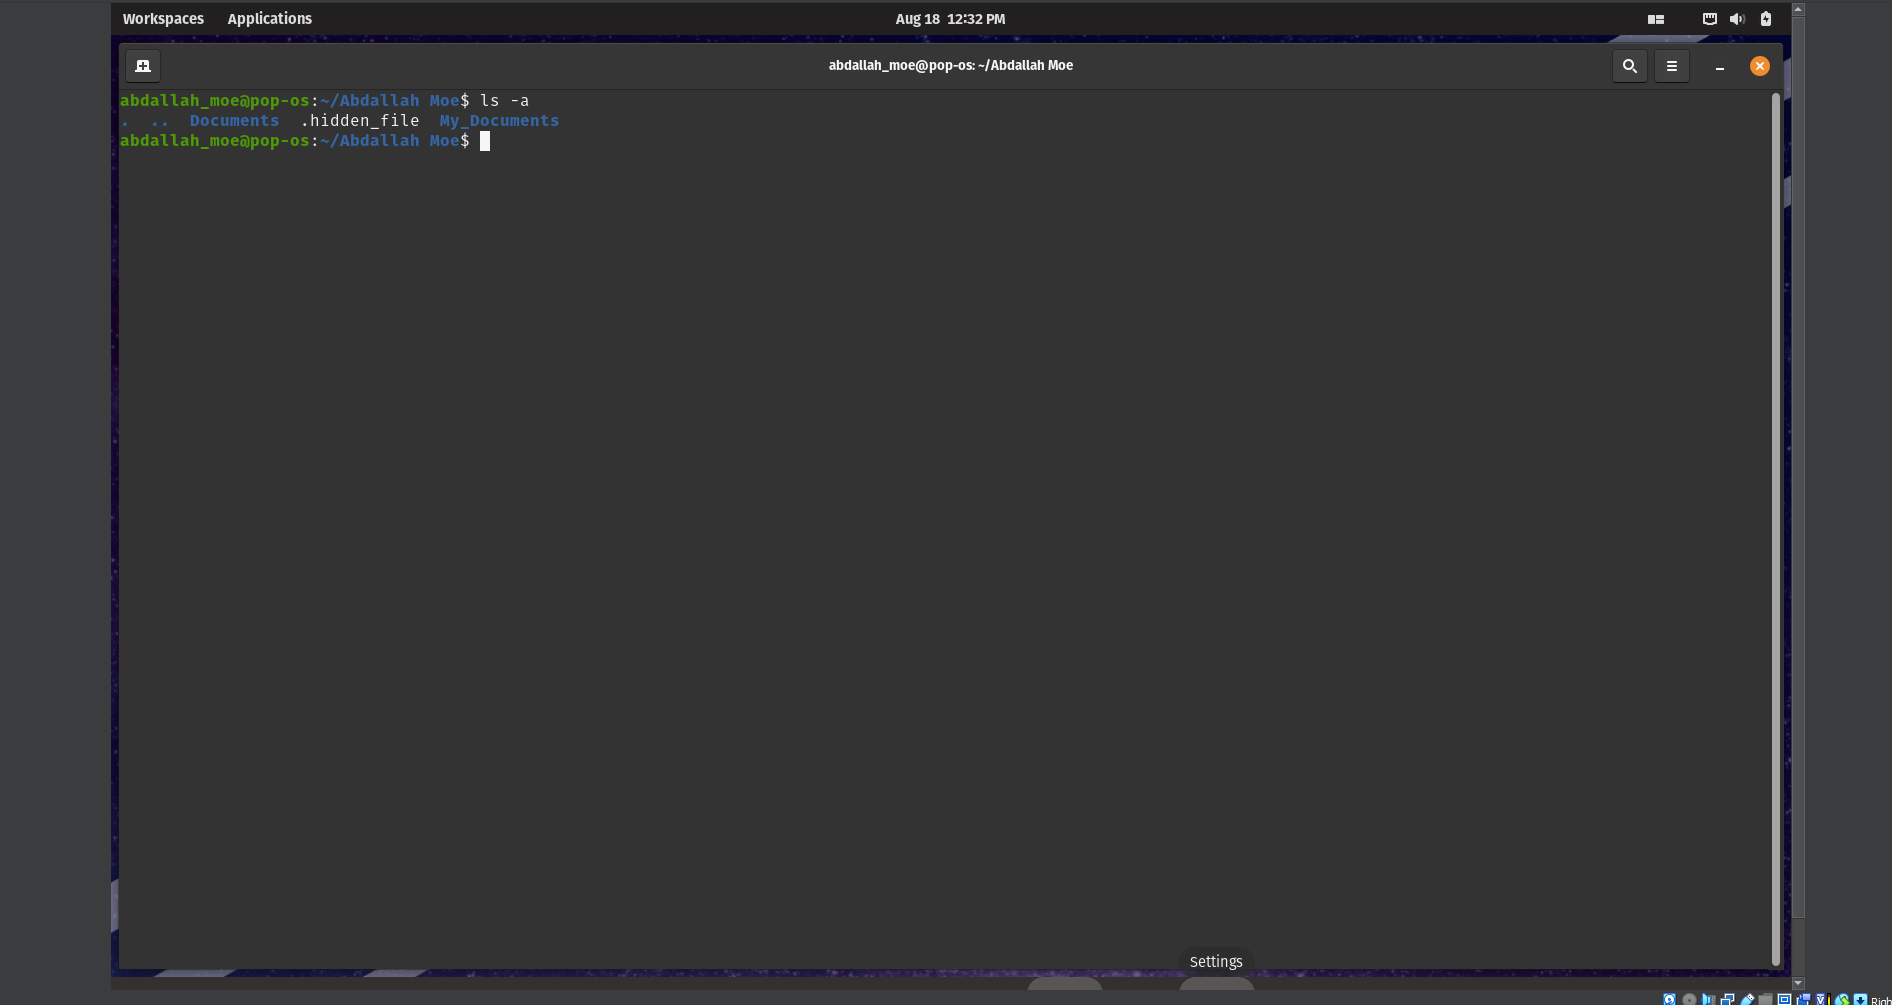 Workspaces Applications Aug 18 12:32 PM
abdallah_moe@pop-os: ~/Abdallah Moe
abdallah_moe@pop-os:~/Abdallah Moe$ ls -a
. .. Documents .hidden_file My_Documents
abdallah_moe@pop-os:~/Abdallah Moe$
Settings